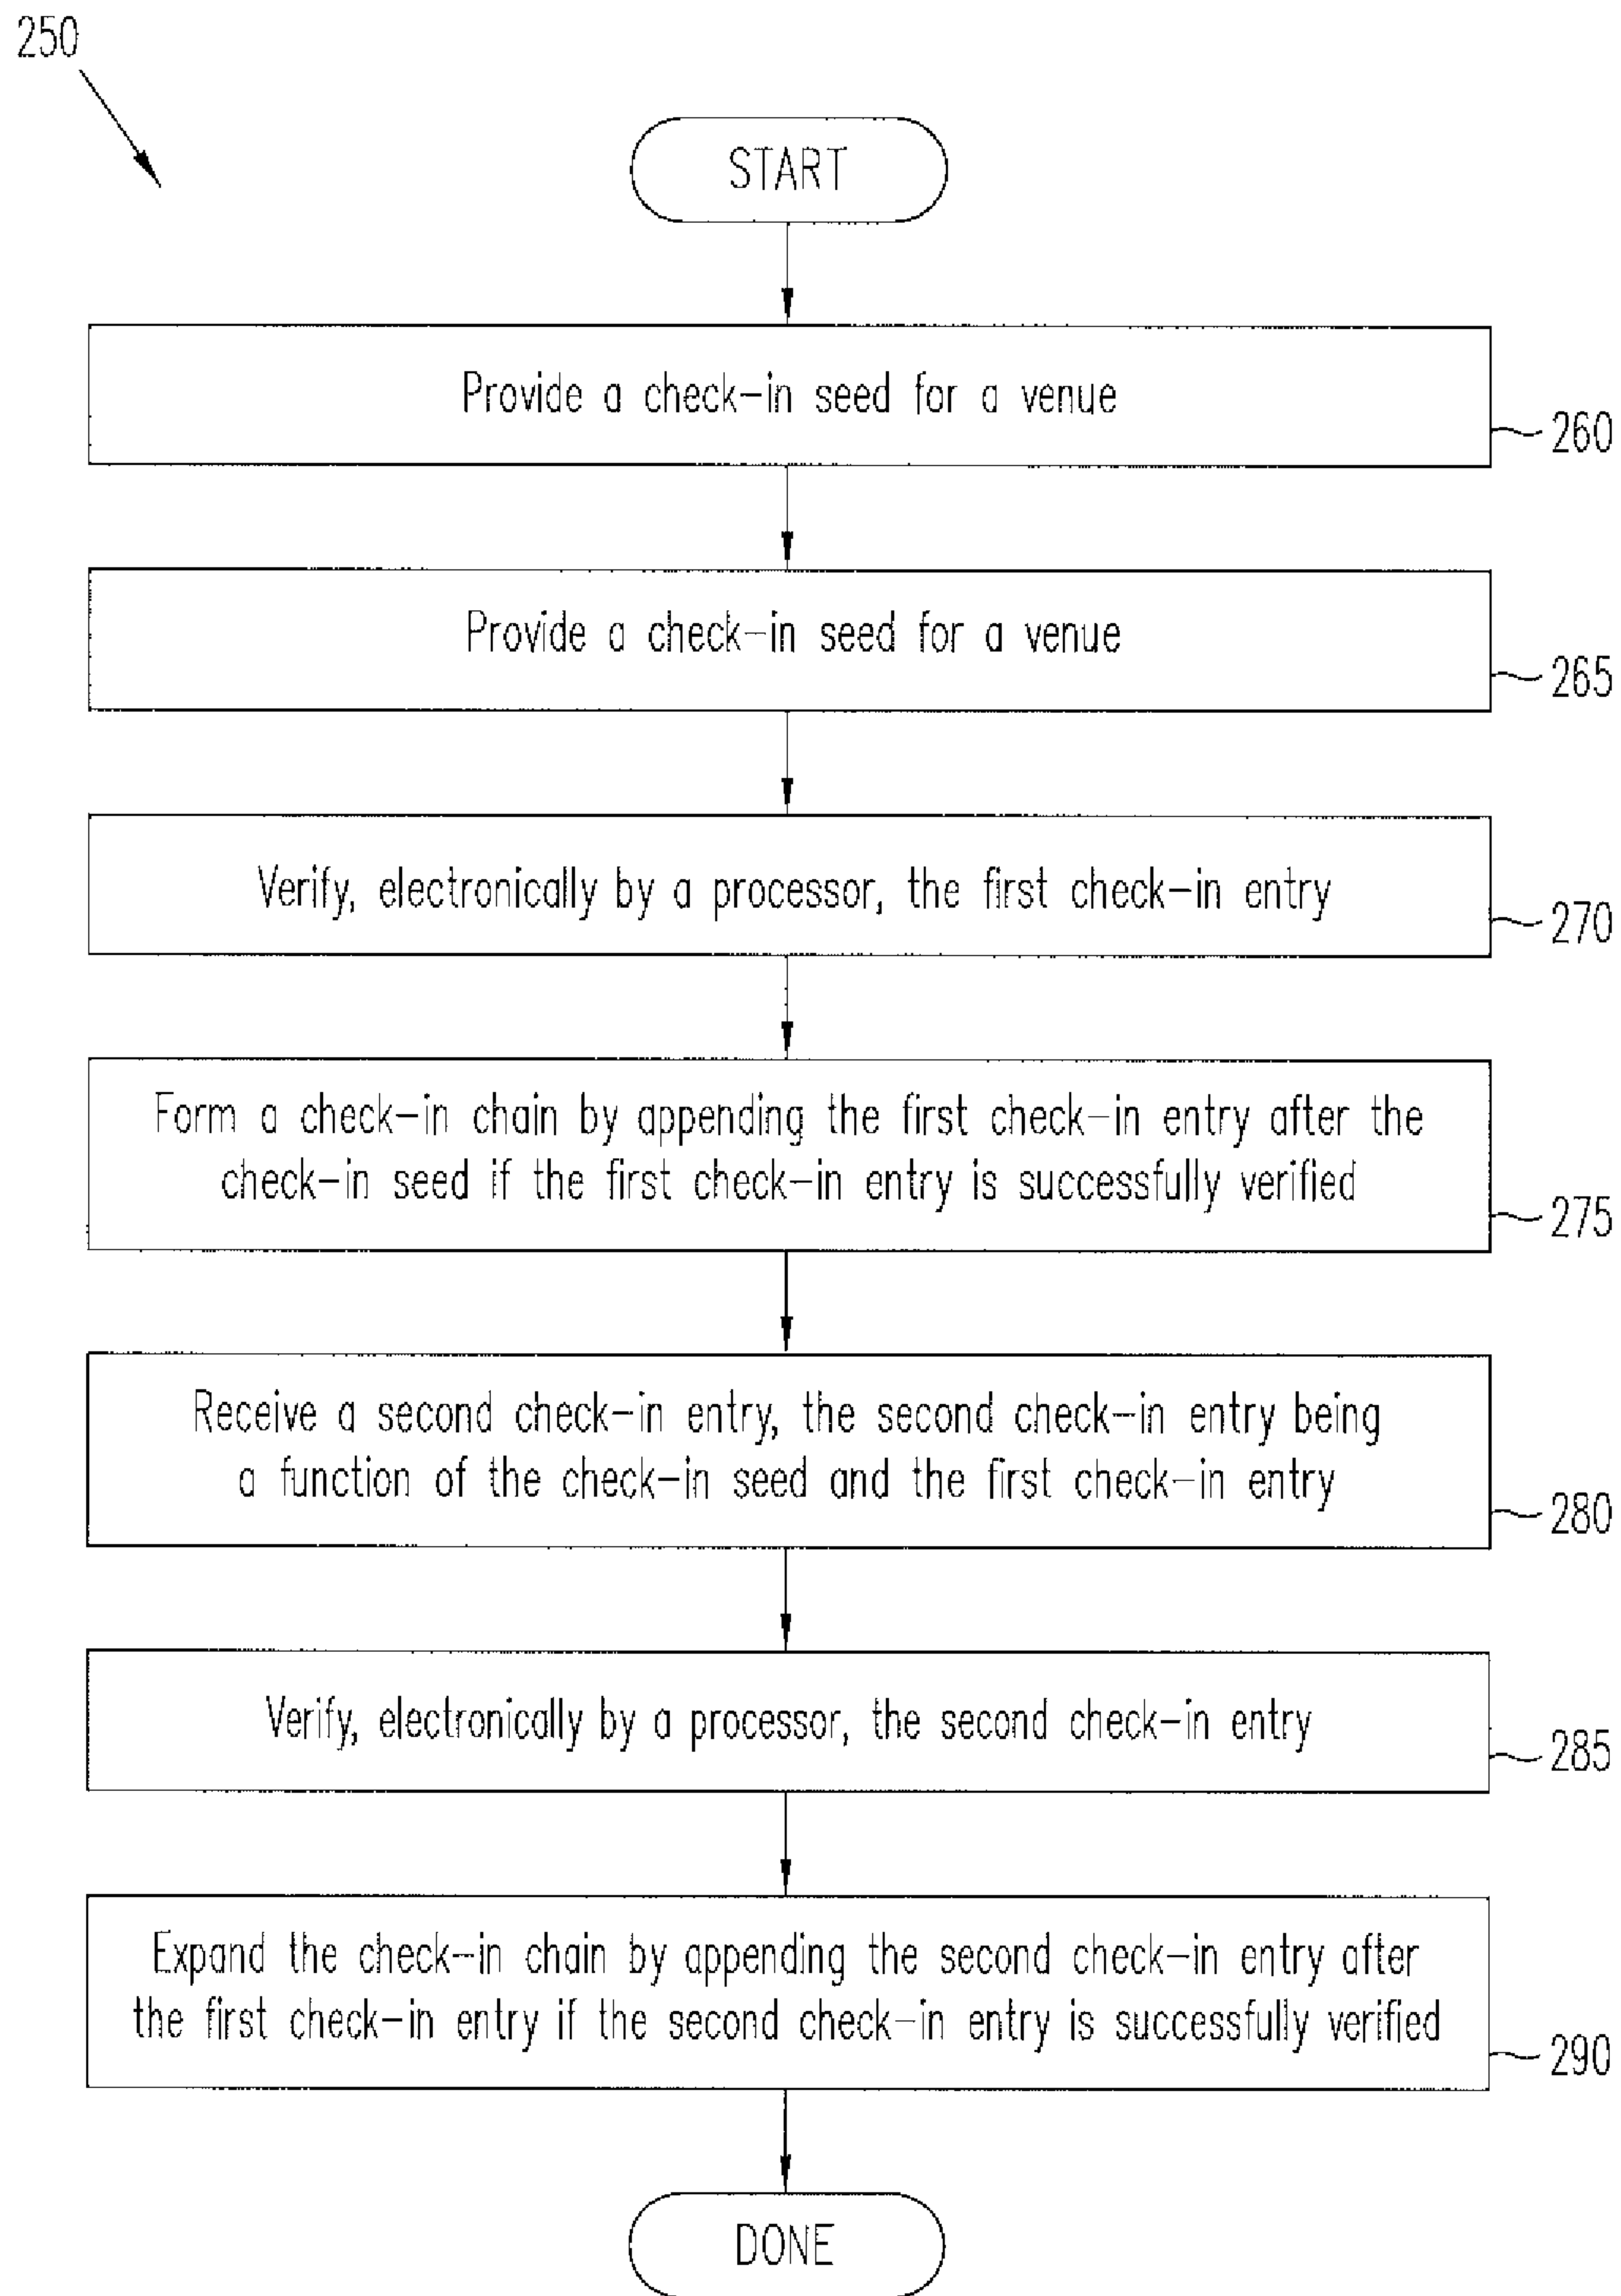 250
START
Provide a check-in seed for a venue
260
Provide a check-in seed for a venue
265
Verify, electronically by a processor, the first check-in entry
270
Form a check-in chain by appending the first check-in entry after the
check-in seed if the first check-in entry is successfully verified
275
Receive a second check-in entry, the second check-in entry being
a function of the check-in seed and the first check-in entry
280
Verify, electronically by a processor, the second check-in entry
285
Expand the check-in chain by appending the second check-in entry after
the first check-in entry if the second check-in entry is successfully verified
290
DONE